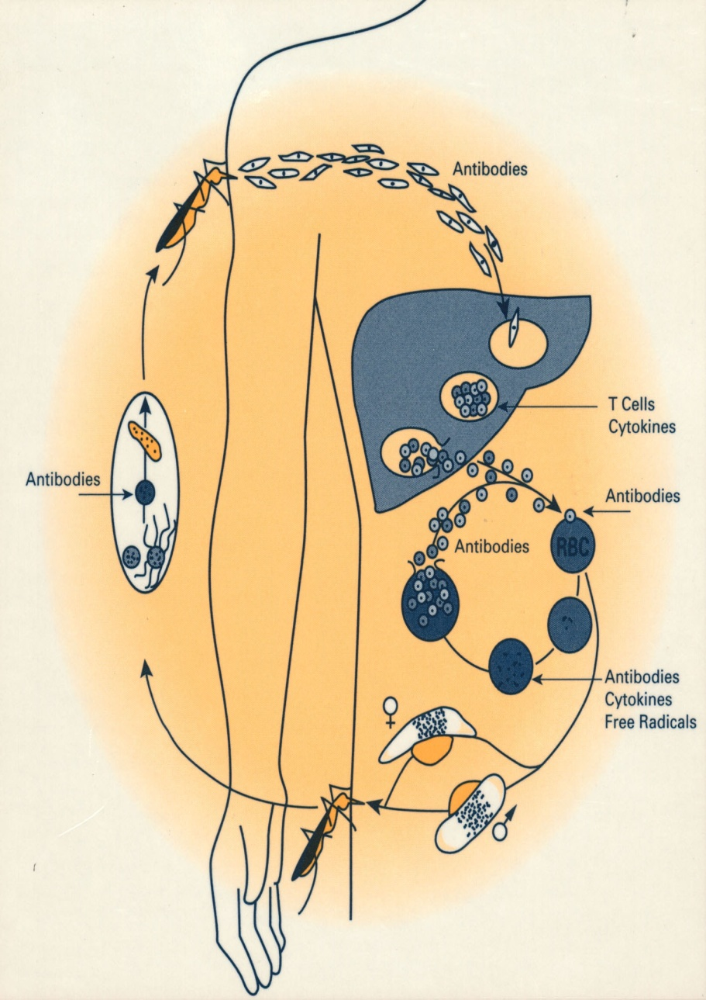 Antibodies
T Cells
Cytokines
Antibodies
Antibodies
Antibodies
RBC
Antibodies
Cytokines
Free Radicals